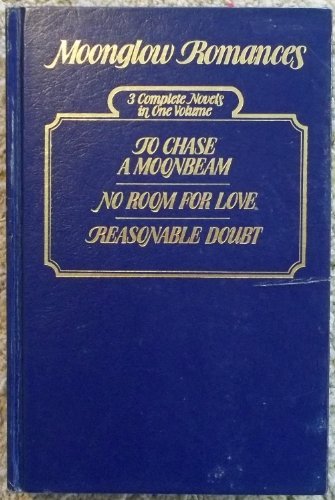 Moonglow Romances
3 Complete Novels
in One Volume
TO CHASE
A MOONBEAM
NO ROOM FOR LOVE
REASONABLE DOUBT